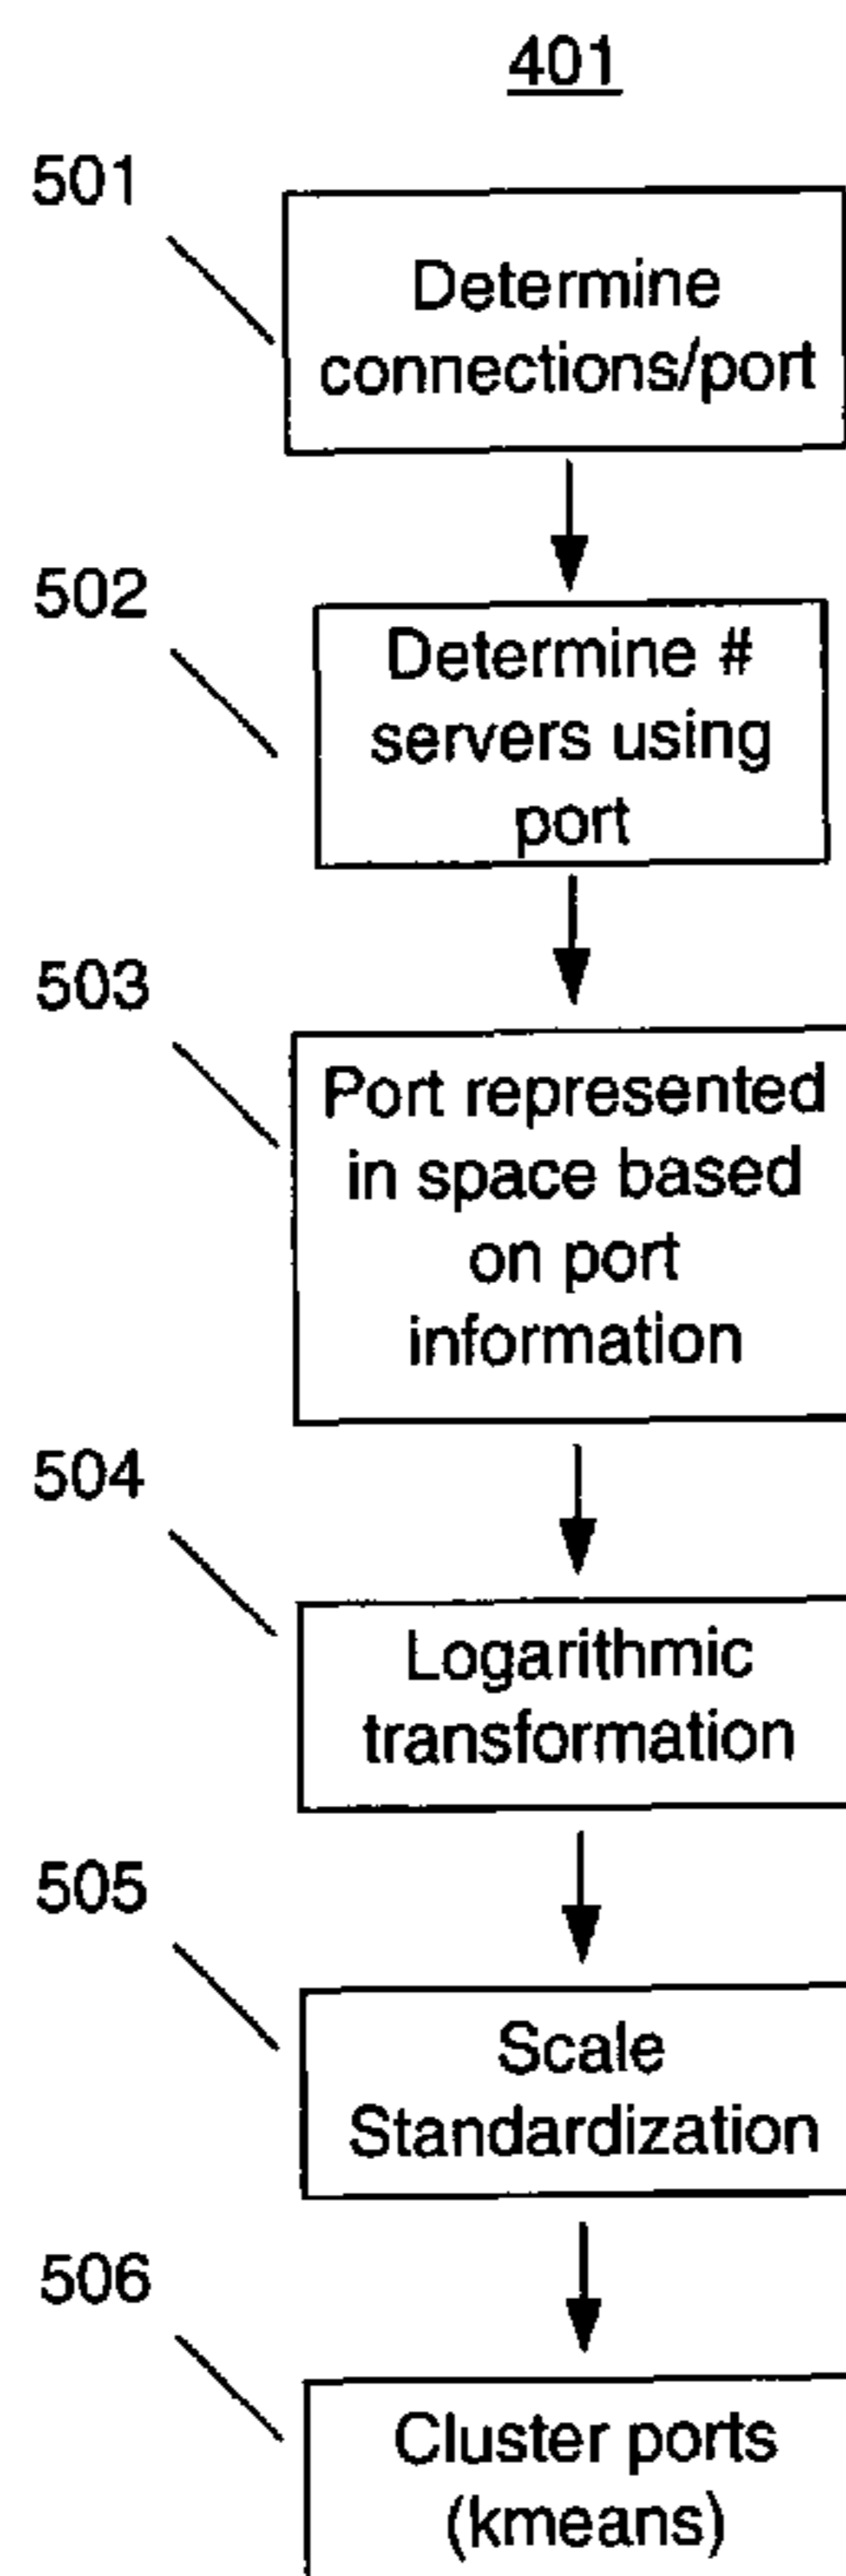 401
501
Determine
connections/port
502
Determine #
servers using
port
503
Port represented
in space based
on port
information
504
Logarithmic
transformation
505
Scale
Standardization
506
Cluster ports
(kmeans)